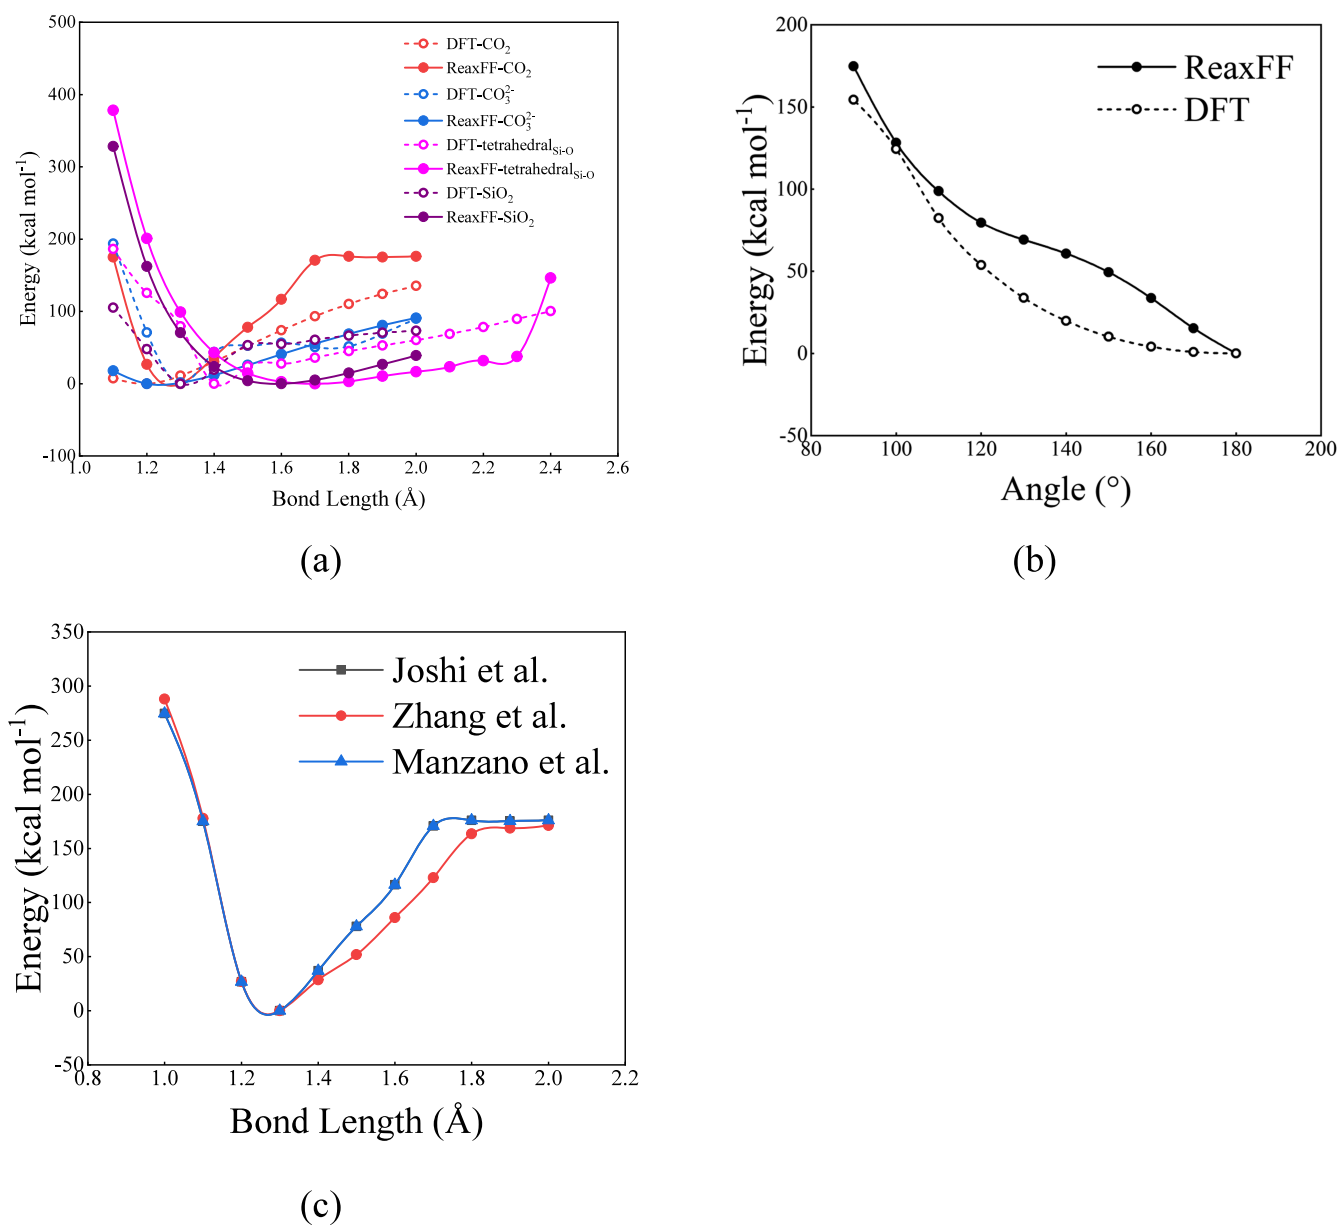 500
400
300
200
100
0
-100
1.0 1.2 1.4 1.6 1.8 2.0 2.2 2.4 2.6
Energy (kcal mol⁻¹)
Bond Length (Å)
DFT-CO₂
ReaxFF-CO₂
DFT-CO₃²⁻
ReaxFF-CO₃²⁻
DFT-tetrahedral_Si-O
ReaxFF-tetrahedral_Si-O
DFT-SiO₂
ReaxFF-SiO₂
(a)
200
150
100
50
0
-50
80 100 120 140 160 180 200
Energy (kcal mol⁻¹)
Angle (°)
ReaxFF
DFT
(b)
350
300
250
200
150
100
50
0
-50
0.8 1.0 1.2 1.4 1.6 1.8 2.0 2.2
Energy (kcal mol⁻¹)
Bond Length (Å)
Joshi et al.
Zhang et al.
Manzano et al.
(c)